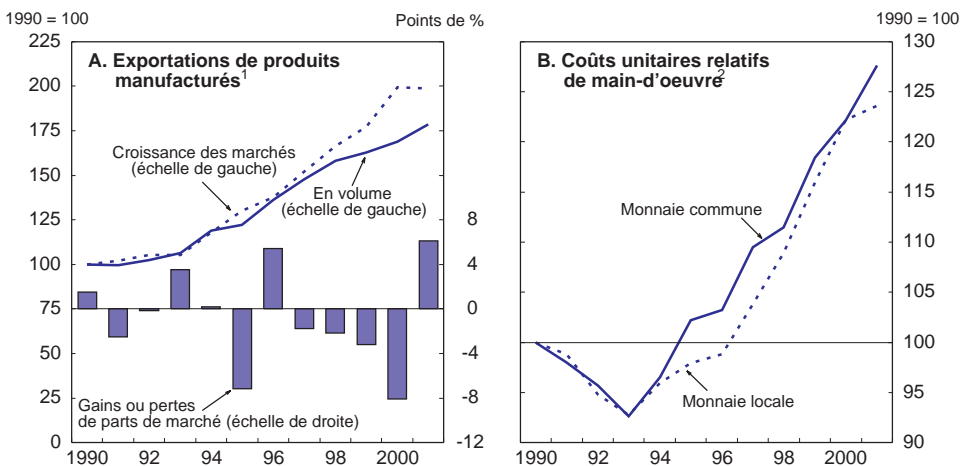 1990 = 100
Points de %
1990 = 100
A. Exportations de produits
manufacturés1
225
200
175
150
125
100
75
50
25
0
8
4
0
-4
-8
-12
Croissance des marchés
(échelle de gauche)
En volume
(échelle de gauche)
Gains ou pertes
de parts de marché (échelle de droite)
1990 92 94 96 98 2000
B. Coûts unitaires relatifs
de main-d'oeuvre2
130
125
120
115
110
105
100
95
90
Monnaie commune
Monnaie locale
1990 92 94 96 98 2000